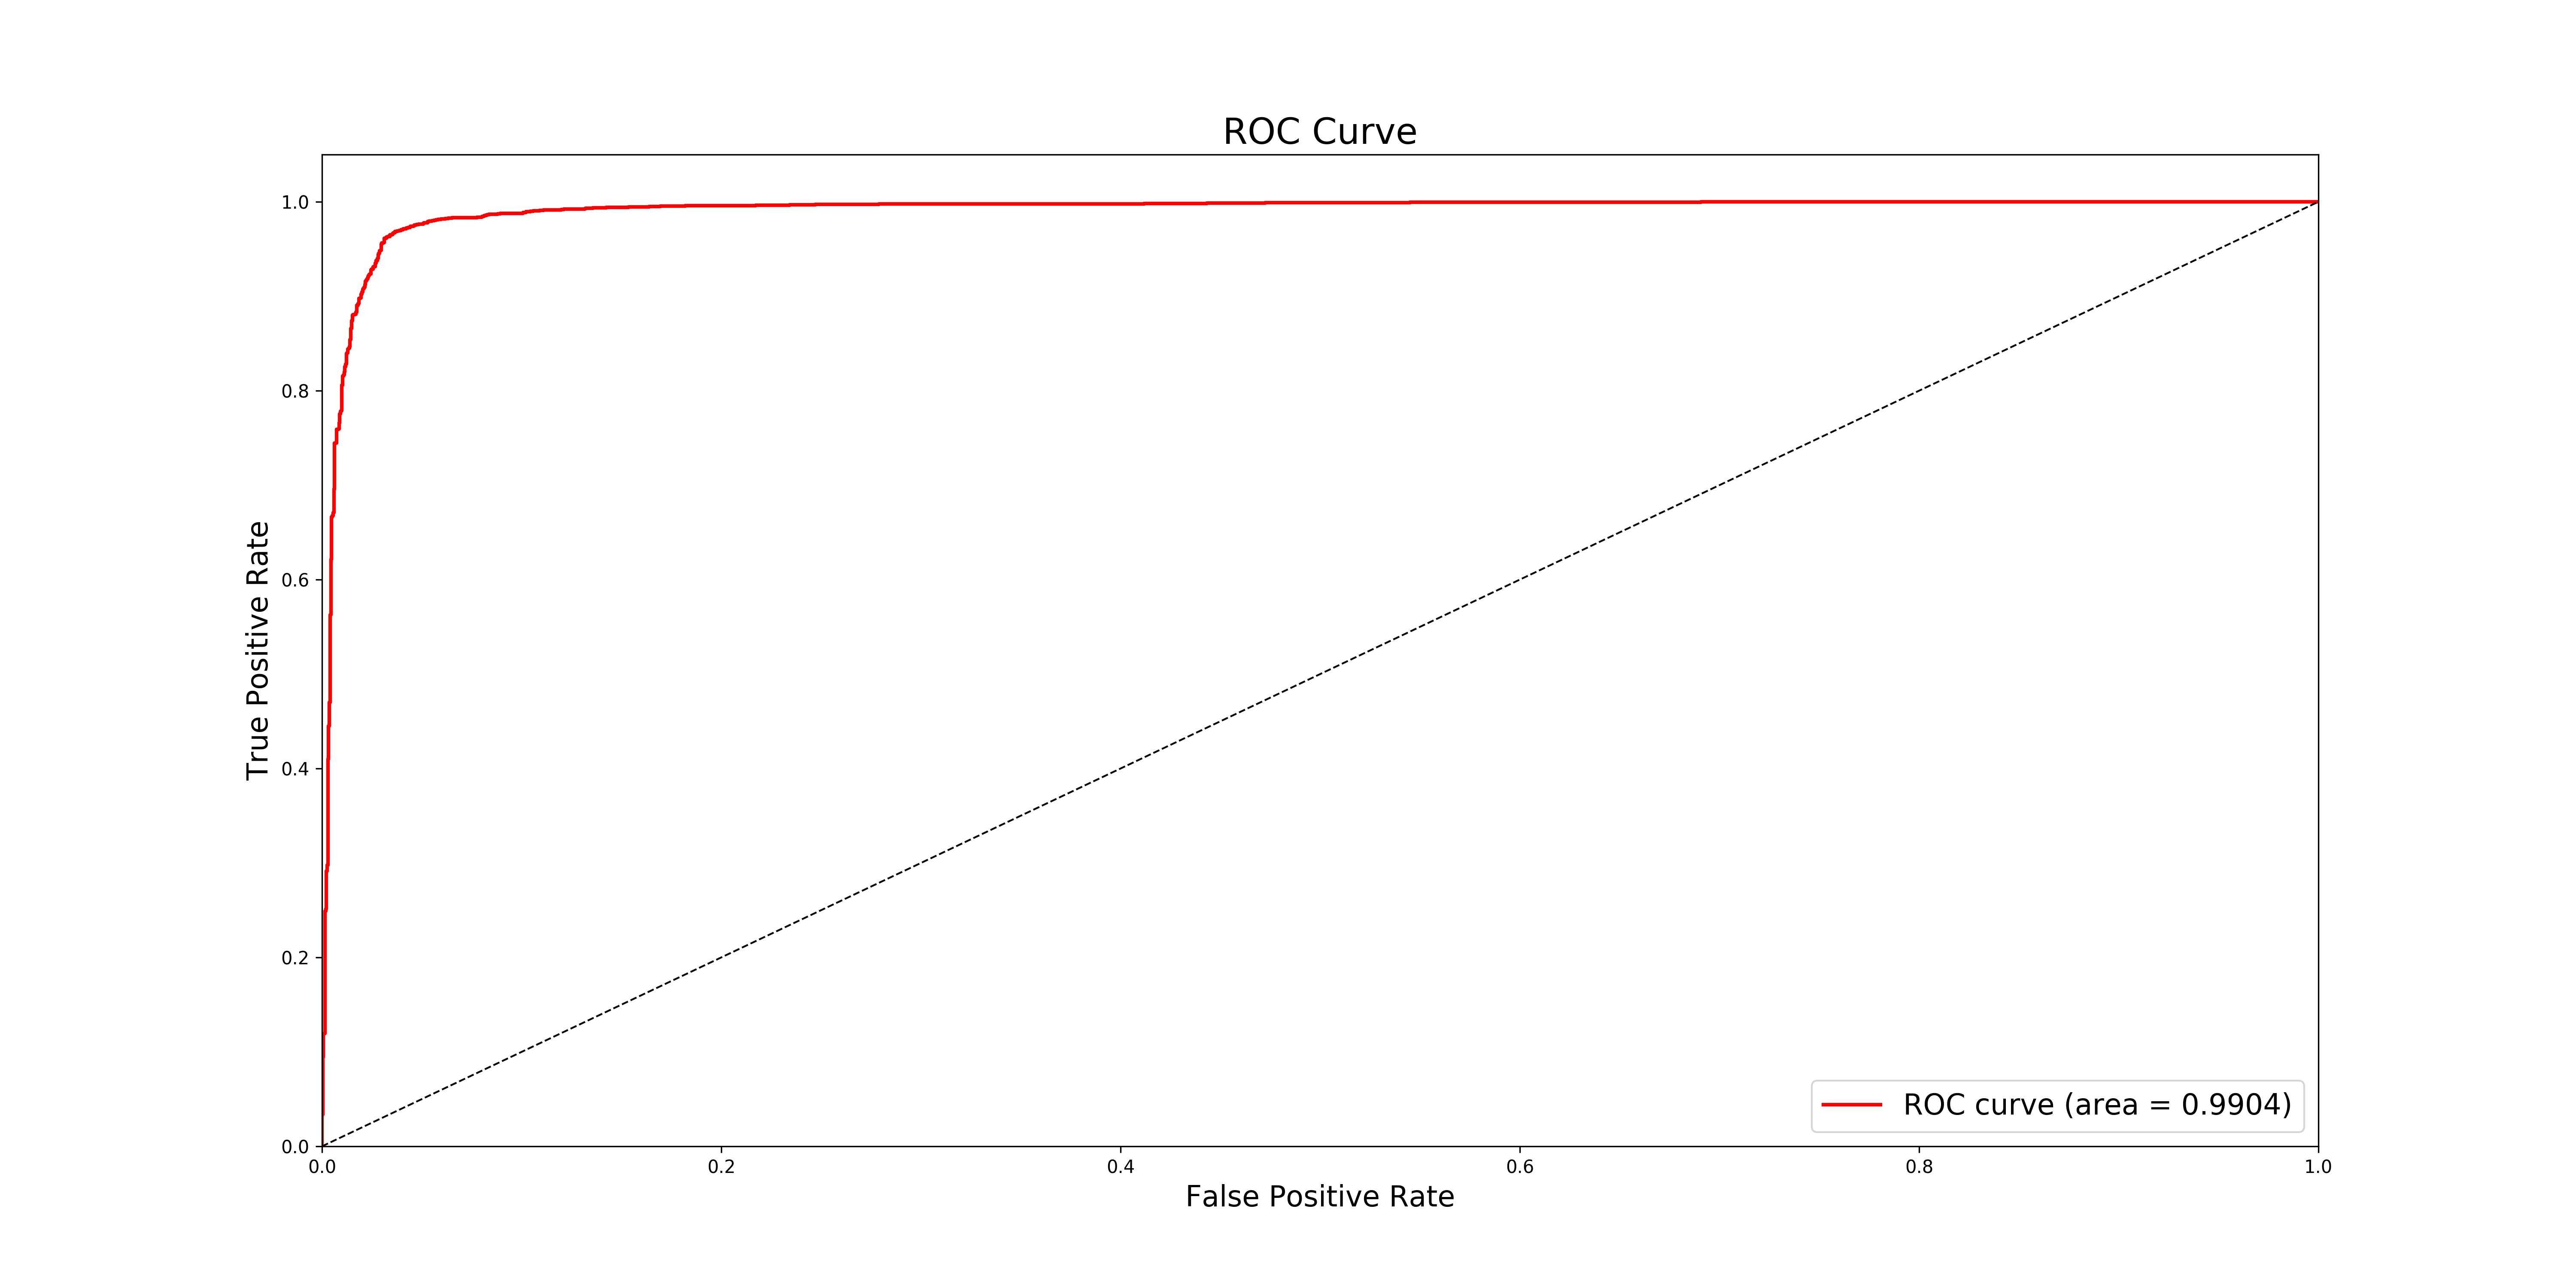 ROC Curve
1.0
0.8
0.6
0.4
0.2
0.0
True Positive Rate
0.0 0.2 0.4 0.6 0.8 1.0
False Positive Rate
ROC curve (area = 0.9904)